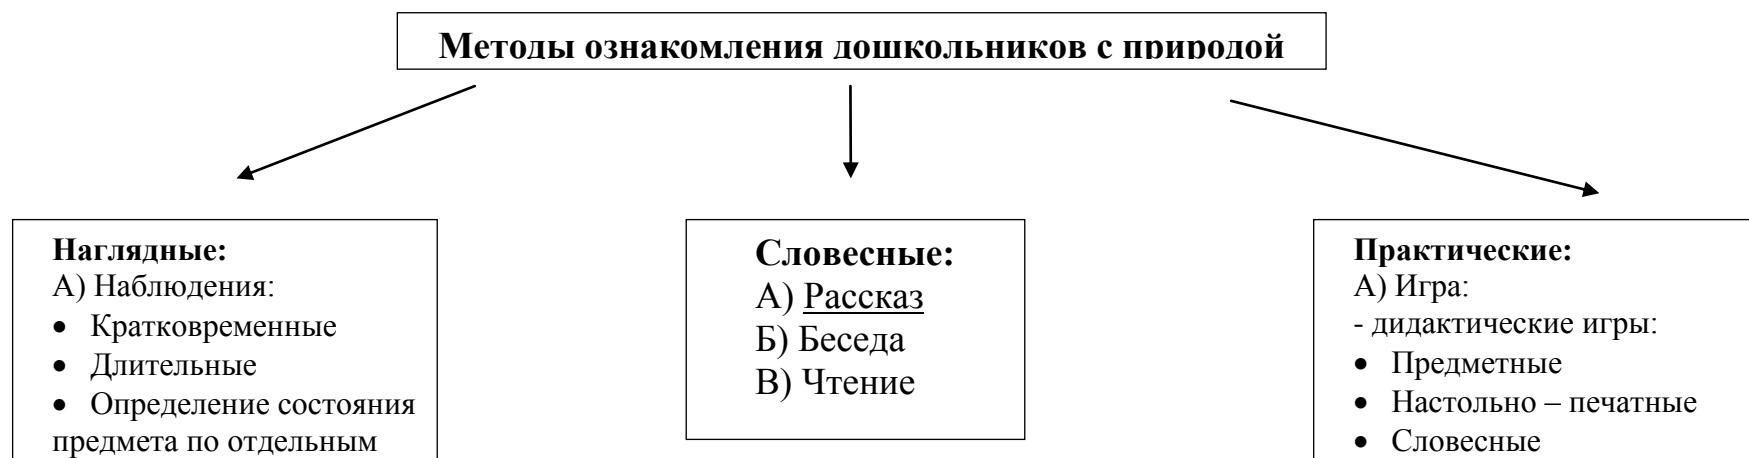 Методы ознакомления дошкольников с природой
Наглядные:
А) Наблюдения:
• Кратковременные
• Длительные
• Определение состояния
предмета по отдельным
Словесные:
А) Рассказ
Б) Беседа
В) Чтение
Практические:
А) Игра:
- дидактические игры:
• Предметные
• Настольно – печатные
• Словесные